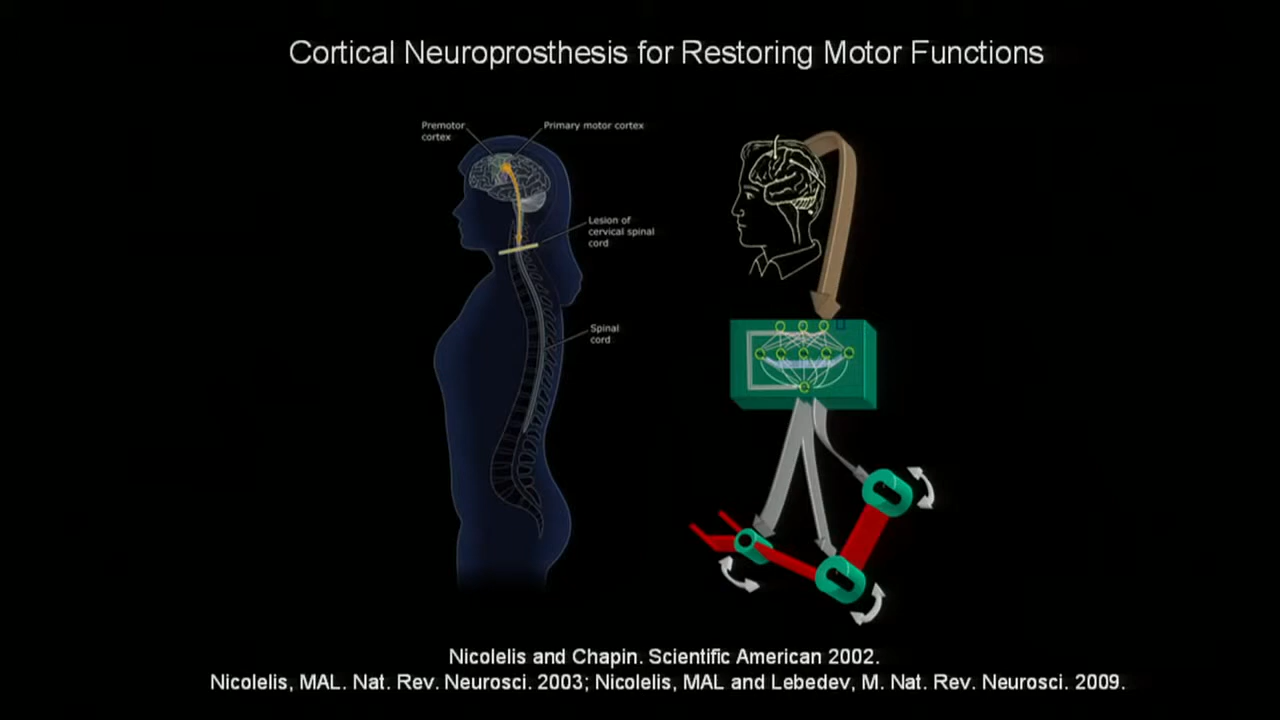 Cortical Neuroprosthesis for Restoring Motor Functions
Premotor
cortex
Primary motor cortex
Lesion of
cervical spinal
cord
Spinal
cord
Nicolelis and Chapin. Scientific American 2002.
Nicolelis, MAL. Nat. Rev. Neurosci. 2003; Nicolelis, MAL and Lebedev, M. Nat. Rev. Neurosci. 2009.